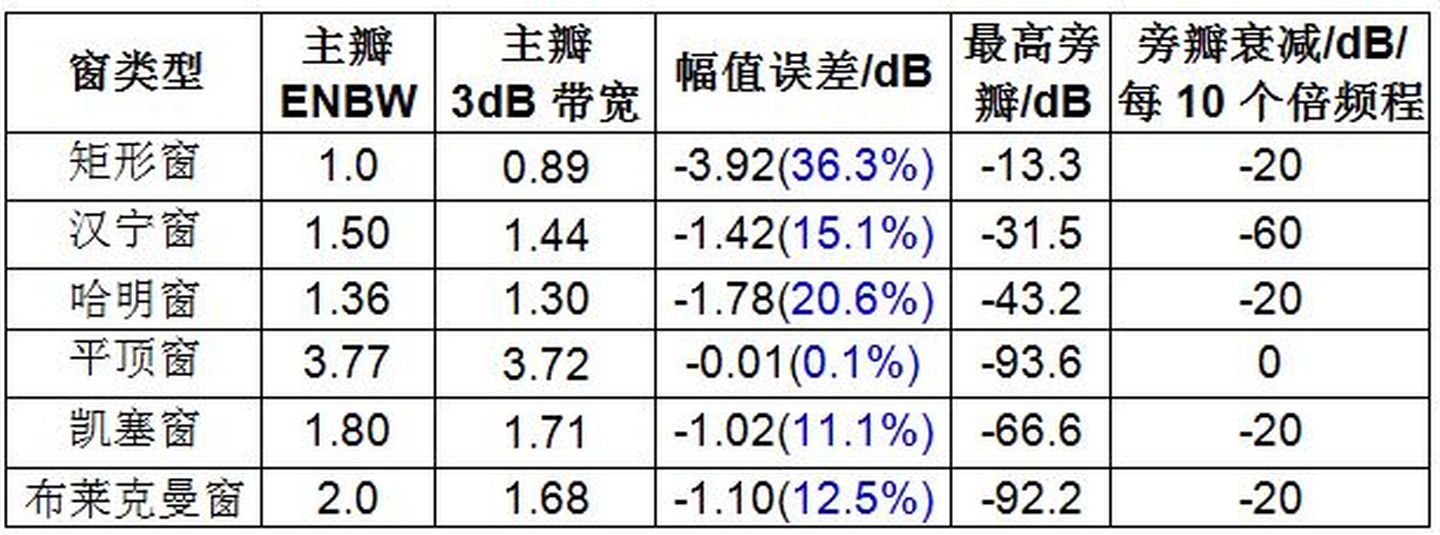 窗类型 主瓣 ENBW 主瓣 3dB 带宽 幅值误差/dB 最高旁瓣/dB 旁瓣衰减/dB/每 10 个倍频程
矩形窗 1.0 0.89 -3.92(36.3%) -13.3 -20
汉宁窗 1.50 1.44 -1.42(15.1%) -31.5 -60
哈明窗 1.36 1.30 -1.78(20.6%) -43.2 -20
平顶窗 3.77 3.72 -0.01(0.1%) -93.6 0
凯塞窗 1.80 1.71 -1.02(11.1%) -66.6 -20
布莱克曼窗 2.0 1.68 -1.10(12.5%) -92.2 -20